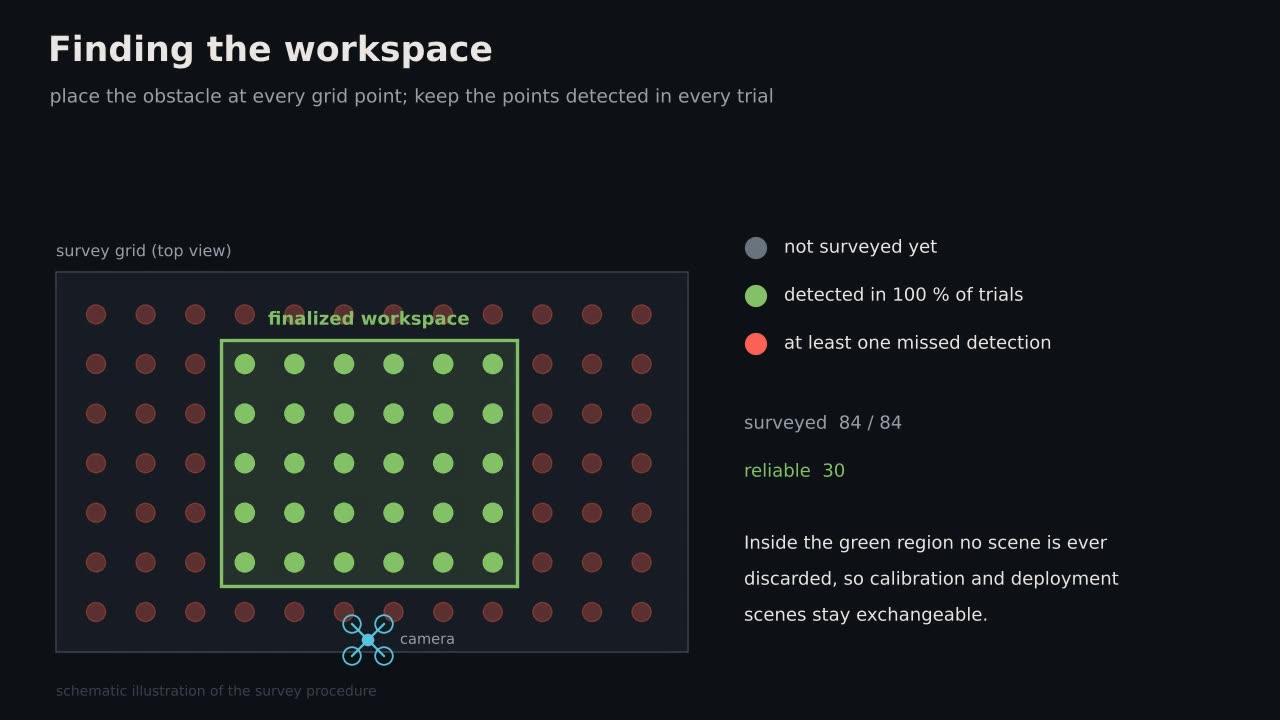 Finding the workspace
place the obstacle at every grid point; keep the points detected in every trial
survey grid (top view)
finalized workspace
camera
schematic illustration of the survey procedure
not surveyed yet
detected in 100 % of trials
at least one missed detection
surveyed 84 / 84
reliable 30
Inside the green region no scene is ever
discarded, so calibration and deployment
scenes stay exchangeable.